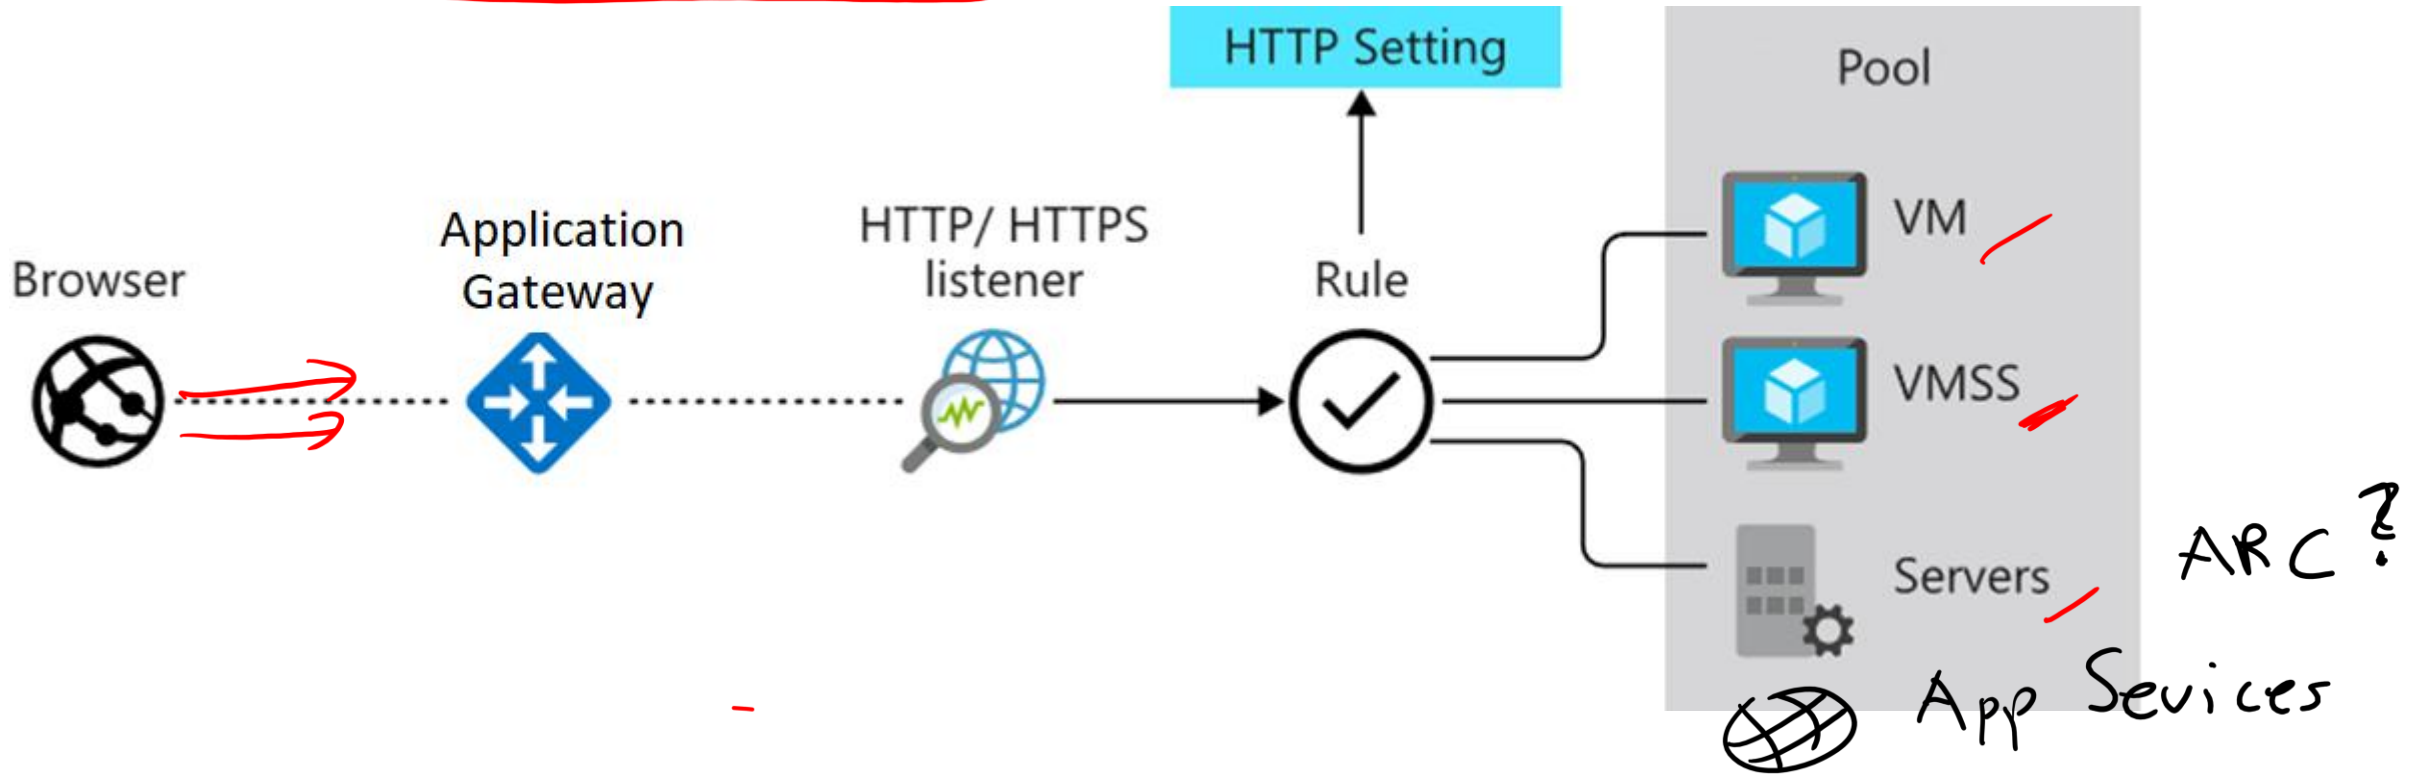 HTTP Setting
Pool
Browser
Application
Gateway
HTTP/ HTTPS
listener
Rule
VM
VMSS
Servers
ARC?
App Sevices